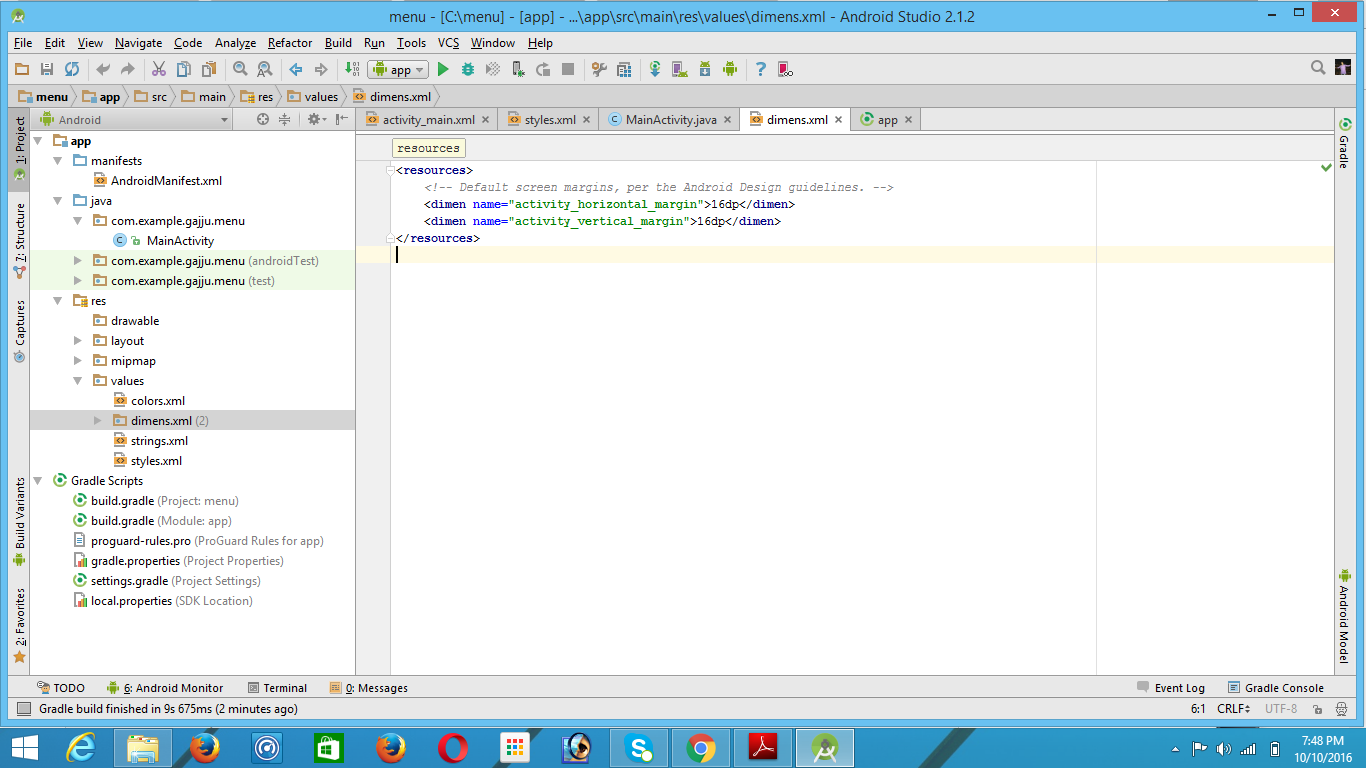 menu - [C:\menu] - [app] - ...\app\src\main\res\values\dimens.xml - Android Studio 2.1.2
File Edit View Navigate Code Analyze Refactor Build Run Tools VCS Window Help
app
menu app src main res values dimens.xml
Android
activity_main.xml styles.xml MainActivity.java dimens.xml app
1: Project
7: Structure
Captures
Build Variants
2: Favorites
app
manifests
AndroidManifest.xml
java
com.example.gajju.menu
MainActivity
com.example.gajju.menu (androidTest)
com.example.gajju.menu (test)
res
drawable
layout
mipmap
values
colors.xml
dimens.xml (2)
strings.xml
styles.xml
Gradle Scripts
build.gradle (Project: menu)
build.gradle (Module: app)
proguard-rules.pro (ProGuard Rules for app)
gradle.properties (Project Properties)
settings.gradle (Project Settings)
local.properties (SDK Location)
resources
<resources>
<!-- Default screen margins, per the Android Design guidelines. -->
<dimen name="activity_horizontal_margin">16dp</dimen>
<dimen name="activity_vertical_margin">16dp</dimen>
</resources>
Gradle
Android Model
TODO 6: Android Monitor Terminal 0: Messages Event Log Gradle Console
Gradle build finished in 9s 675ms (2 minutes ago) 6:1 CRLF UTF-8
7:48 PM
10/10/2016